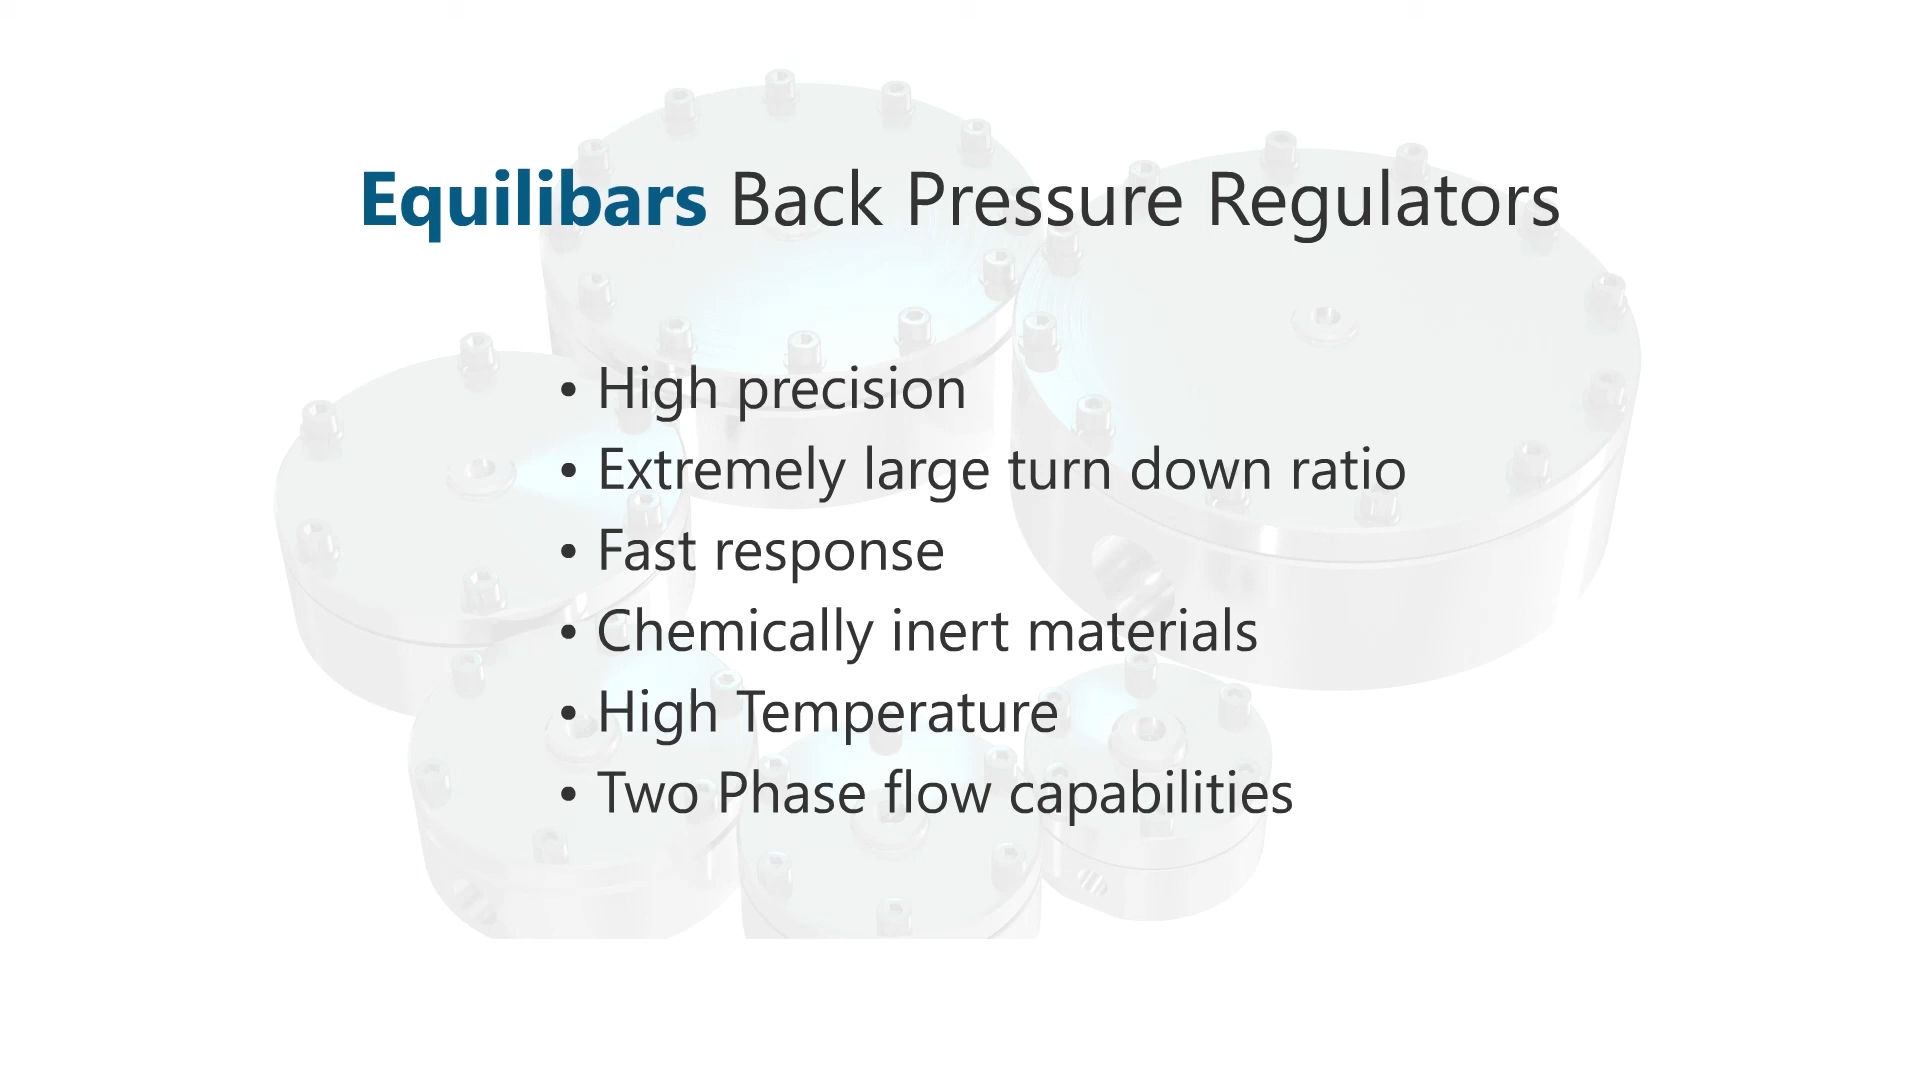 Equilibars Back Pressure Regulators
• High precision
• Extremely large turn down ratio
• Fast response
• Chemically inert materials
• High Temperature
• Two Phase flow capabilities